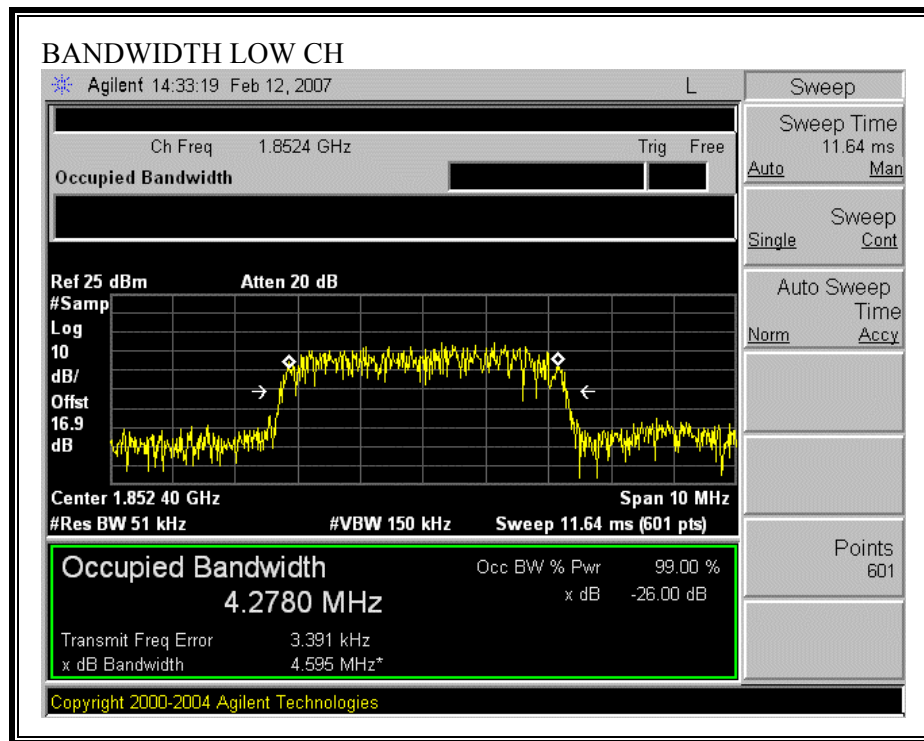 BANDWIDTH LOW CH
Agilent 14:33:19 Feb 12, 2007 L
Sweep
Ch Freq 1.8524 GHz Trig Free
Occupied Bandwidth
Sweep Time
11.64 ms
Auto Man
Sweep
Single Cont
Auto Sweep
Time
Norm Accy
Points
601
Ref 25 dBm Atten 20 dB
#Samp
Log
10
dB/
Offst
16.9
dB
Center 1.852 40 GHz Span 10 MHz
#Res BW 51 kHz #VBW 150 kHz Sweep 11.64 ms (601 pts)
Occupied Bandwidth
4.2780 MHz
Occ BW % Pwr 99.00 %
x dB -26.00 dB
Transmit Freq Error 3.391 kHz
x dB Bandwidth 4.595 MHz*
Copyright 2000-2004 Agilent Technologies